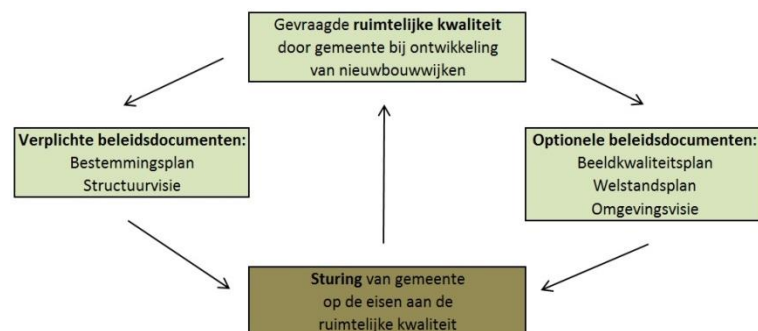 Gevraagde ruimtelijke kwaliteit
door gemeente bij ontwikkeling
van nieuwbouwwijken
Verplichte beleidsdocumenten:
Bestemmingsplan
Structuurvisie
Optionele beleidsdocumenten:
Beeldkwaliteitsplan
Welstandsplan
Omgevingsvisie
Sturing van gemeente
op de eisen aan de
ruimtelijke kwaliteit